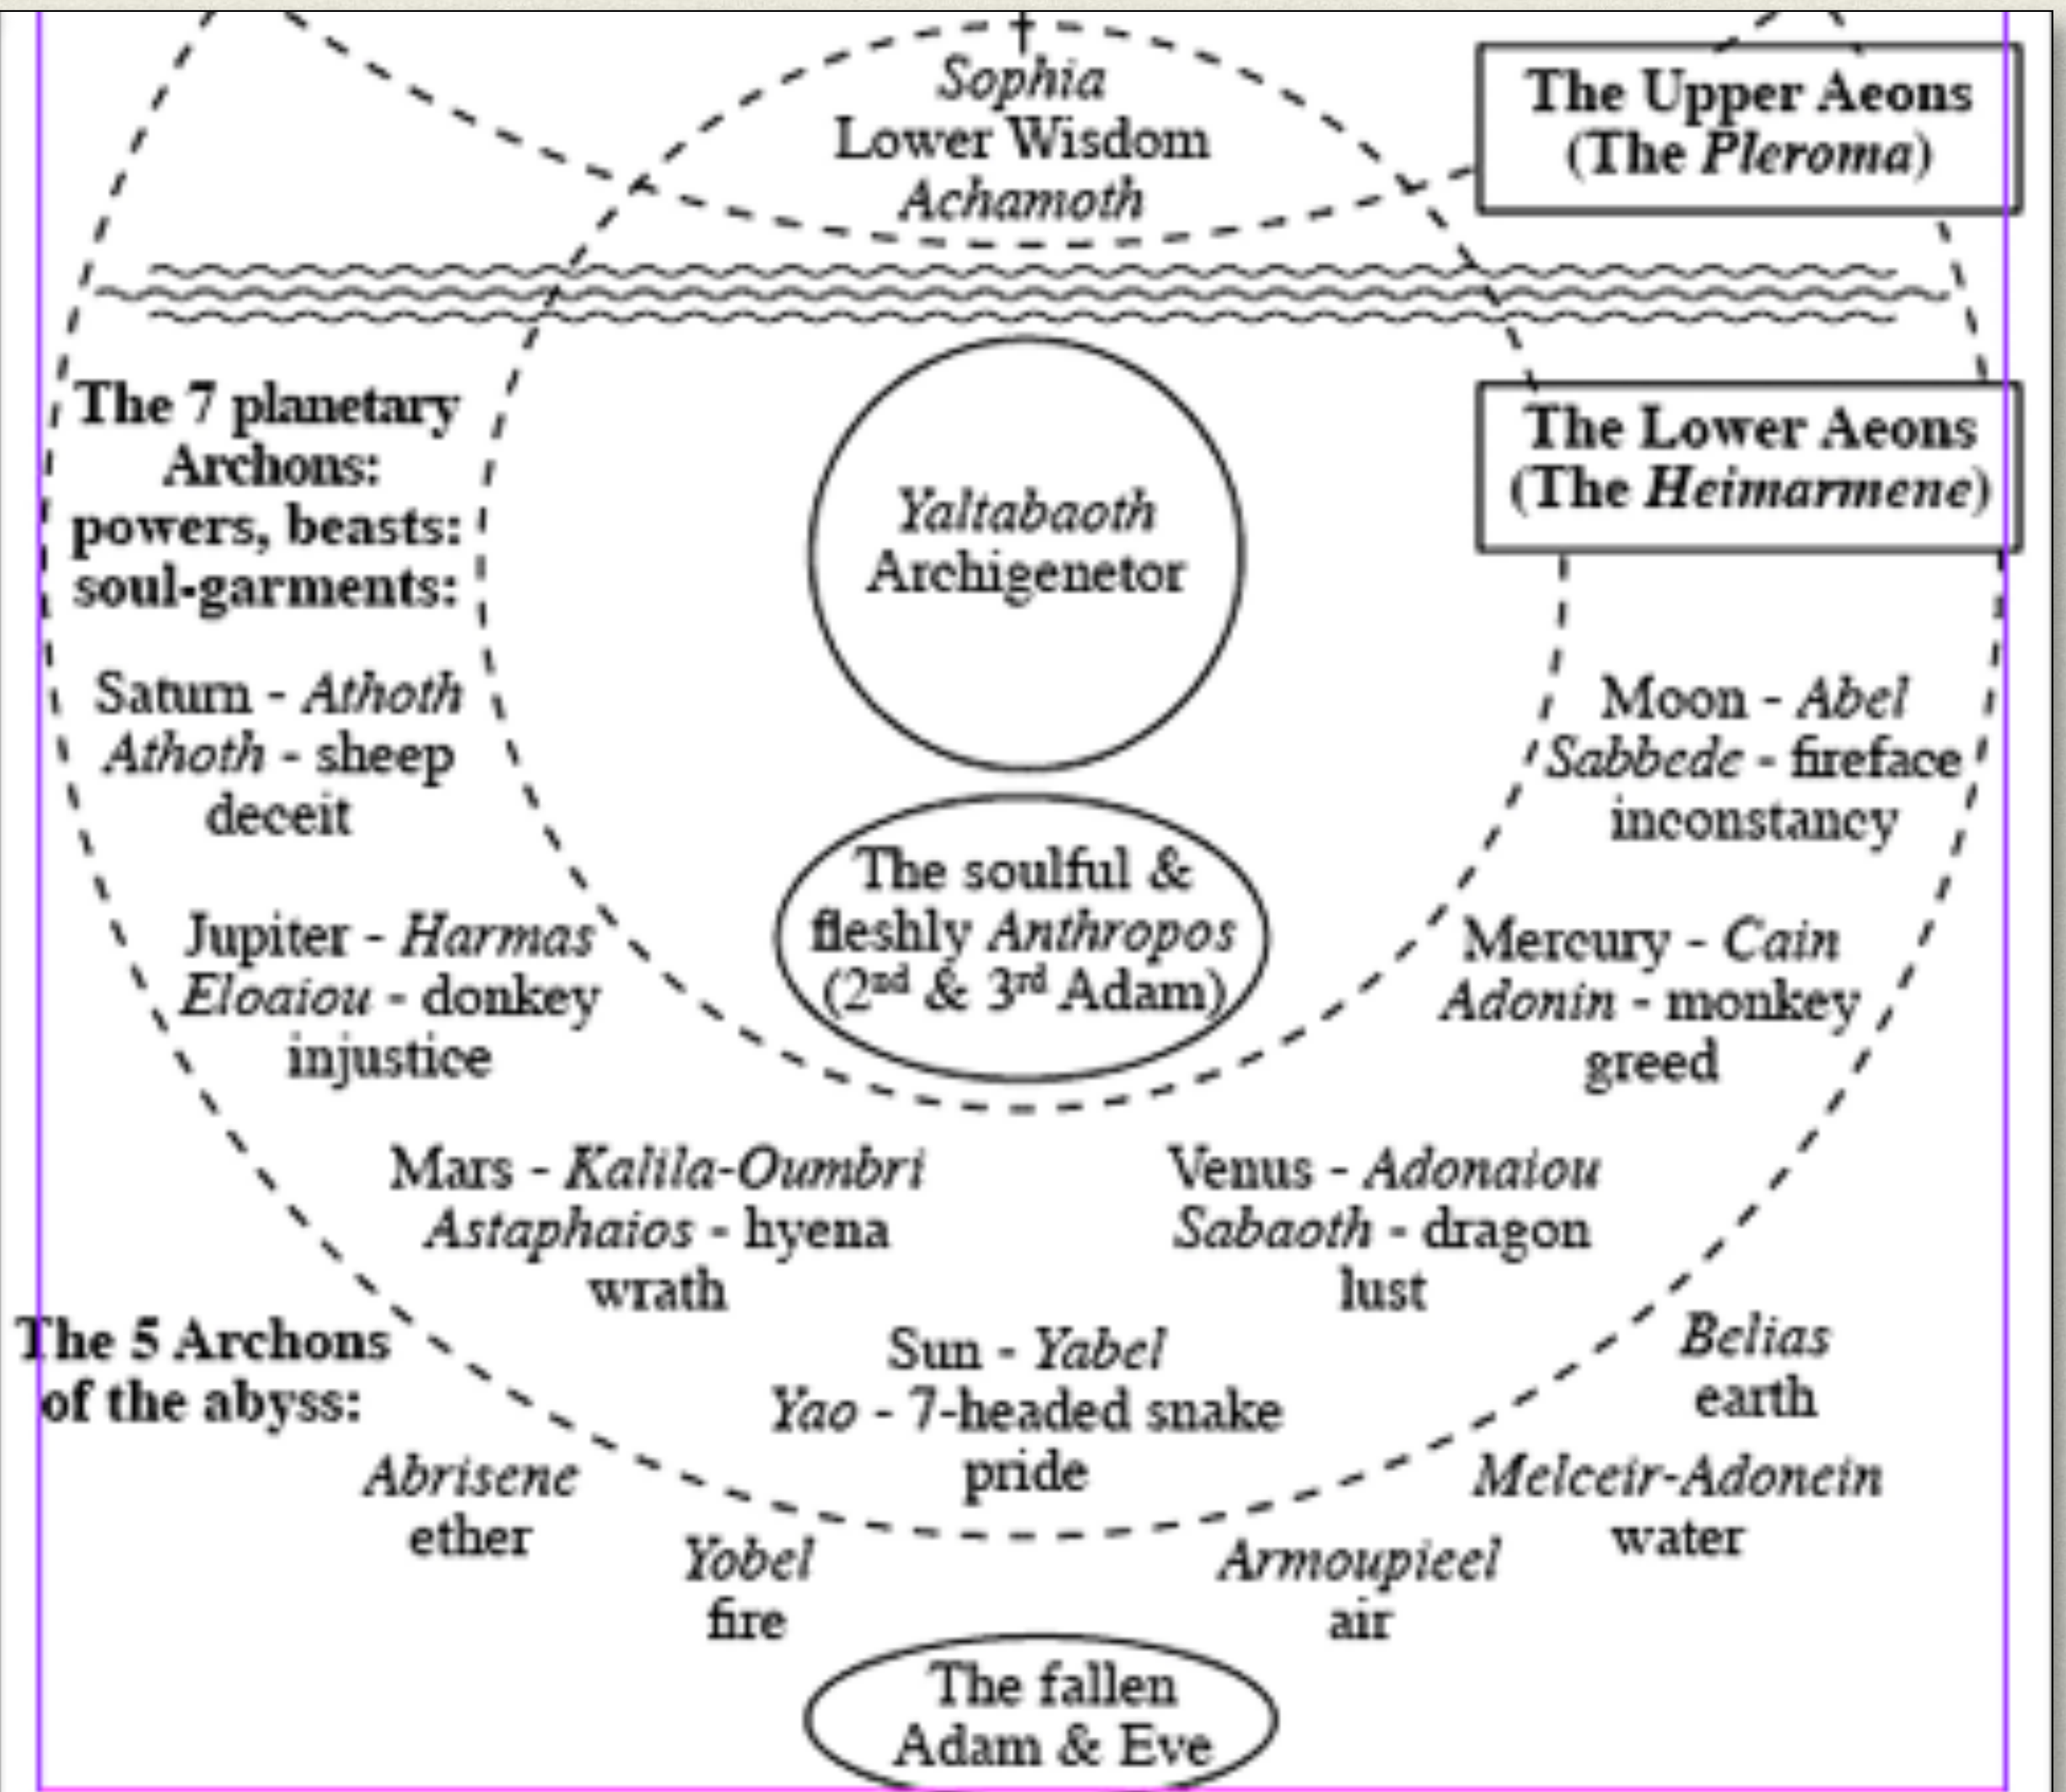 Sophia
Lower Wisdom
Achamoth
The Upper Aeons
(The Pleroma)
The 7 planetary
Archons:
powers, beasts:
soul-garments:
Yaltabaoth
Archigenetor
The Lower Aeons
(The Heimarmene)
Saturn - Athoth
Athoth - sheep
deceit
Moon - Abel
Sabbede - fireface
inconstancy
The soulful &
fleshly Anthropos
(2nd & 3rd Adam)
Jupiter - Harmas
Eloaiou - donkey
injustice
Mercury - Cain
Adonin - monkey
greed
Mars - Kalila-Oumbri
Astaphaios - hyena
wrath
Venus - Adonaiou
Sabaoth - dragon
lust
Sun - Yabel
Yao - 7-headed snake
pride
The 5 Archons
of the abyss:
Abrisene
ether
Yobel
fire
Armoupieel
air
Melceir-Adonein
water
Belias
earth
The fallen
Adam & Eve